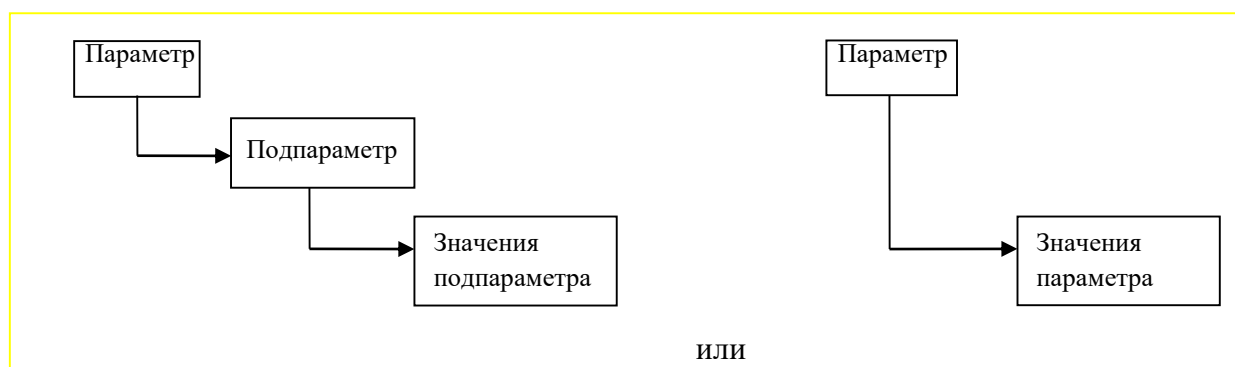 Параметр
Подпараметр
Значения
подпараметра
Параметр
Значения
параметра
или